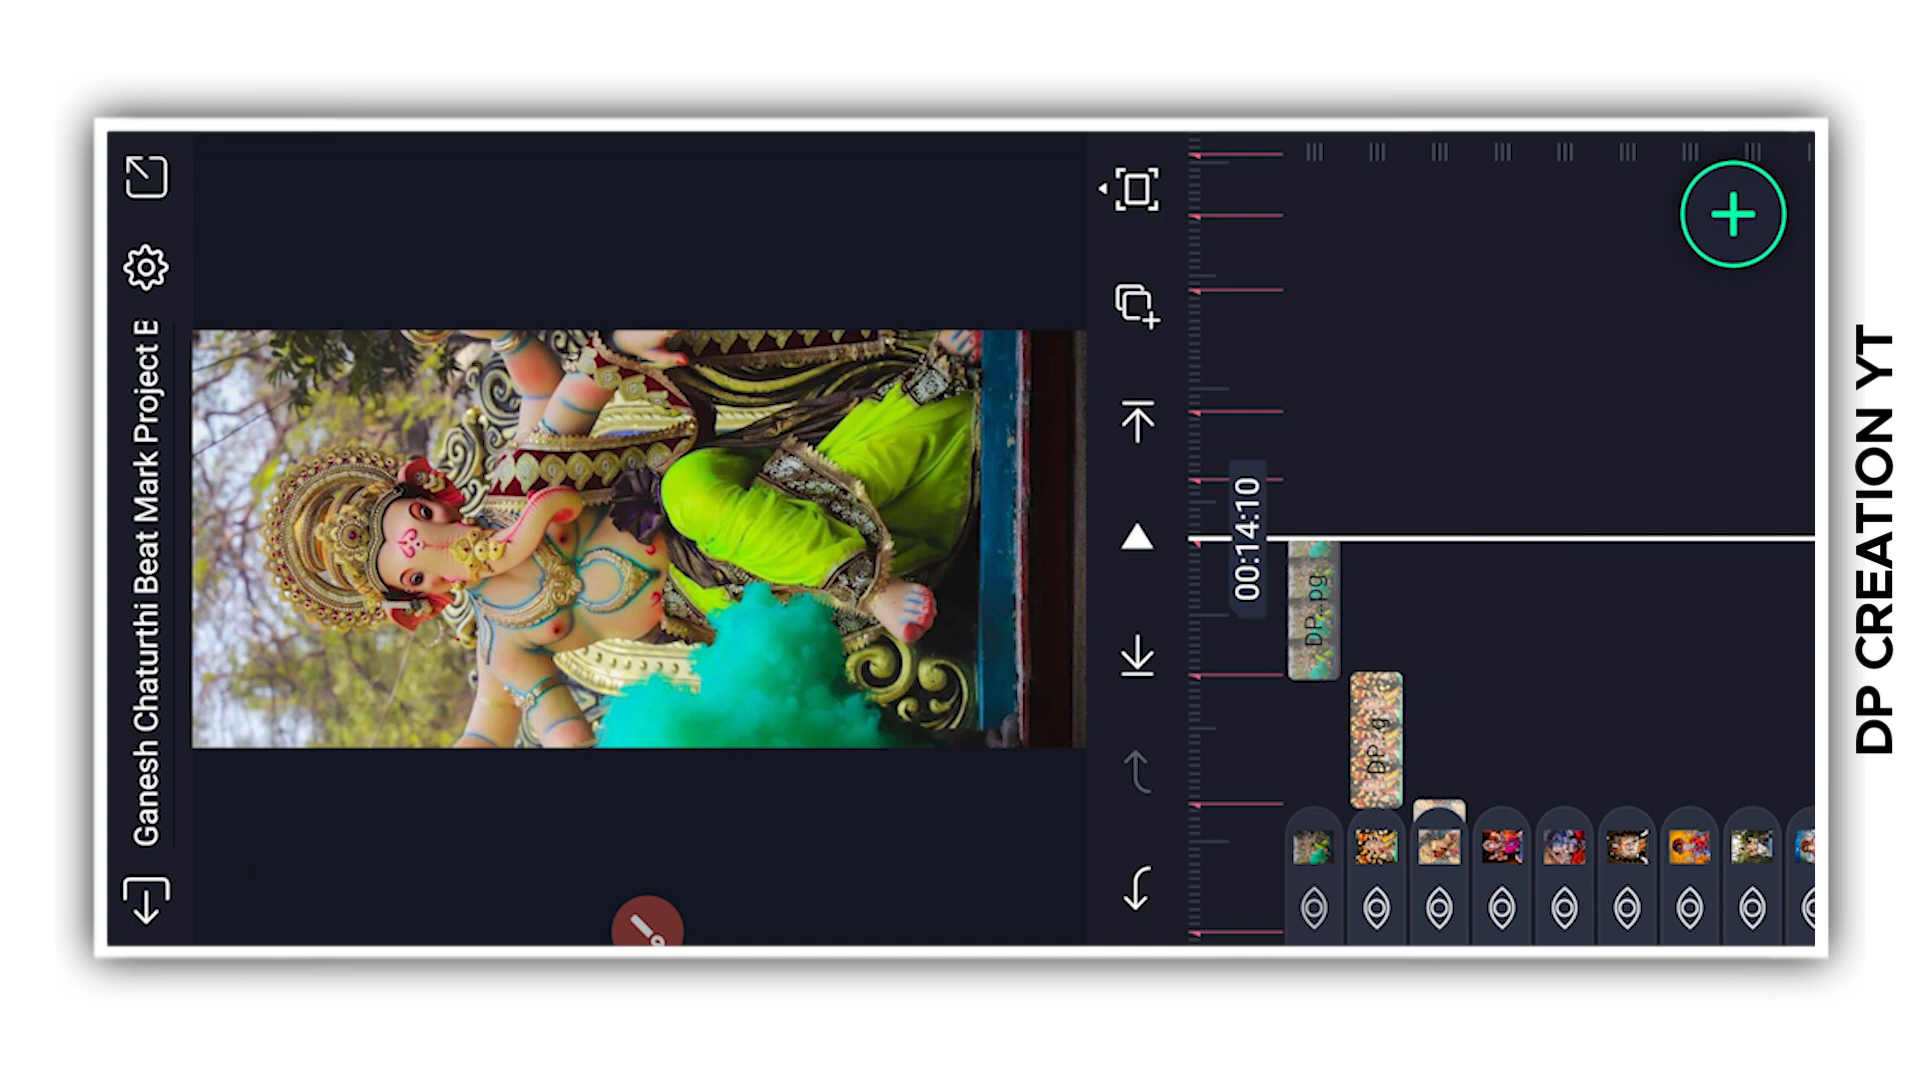 Ganesh Chaturthi Beat Mark Project B
00:14:10
DP..pg
DP..g
DP CREATION YT